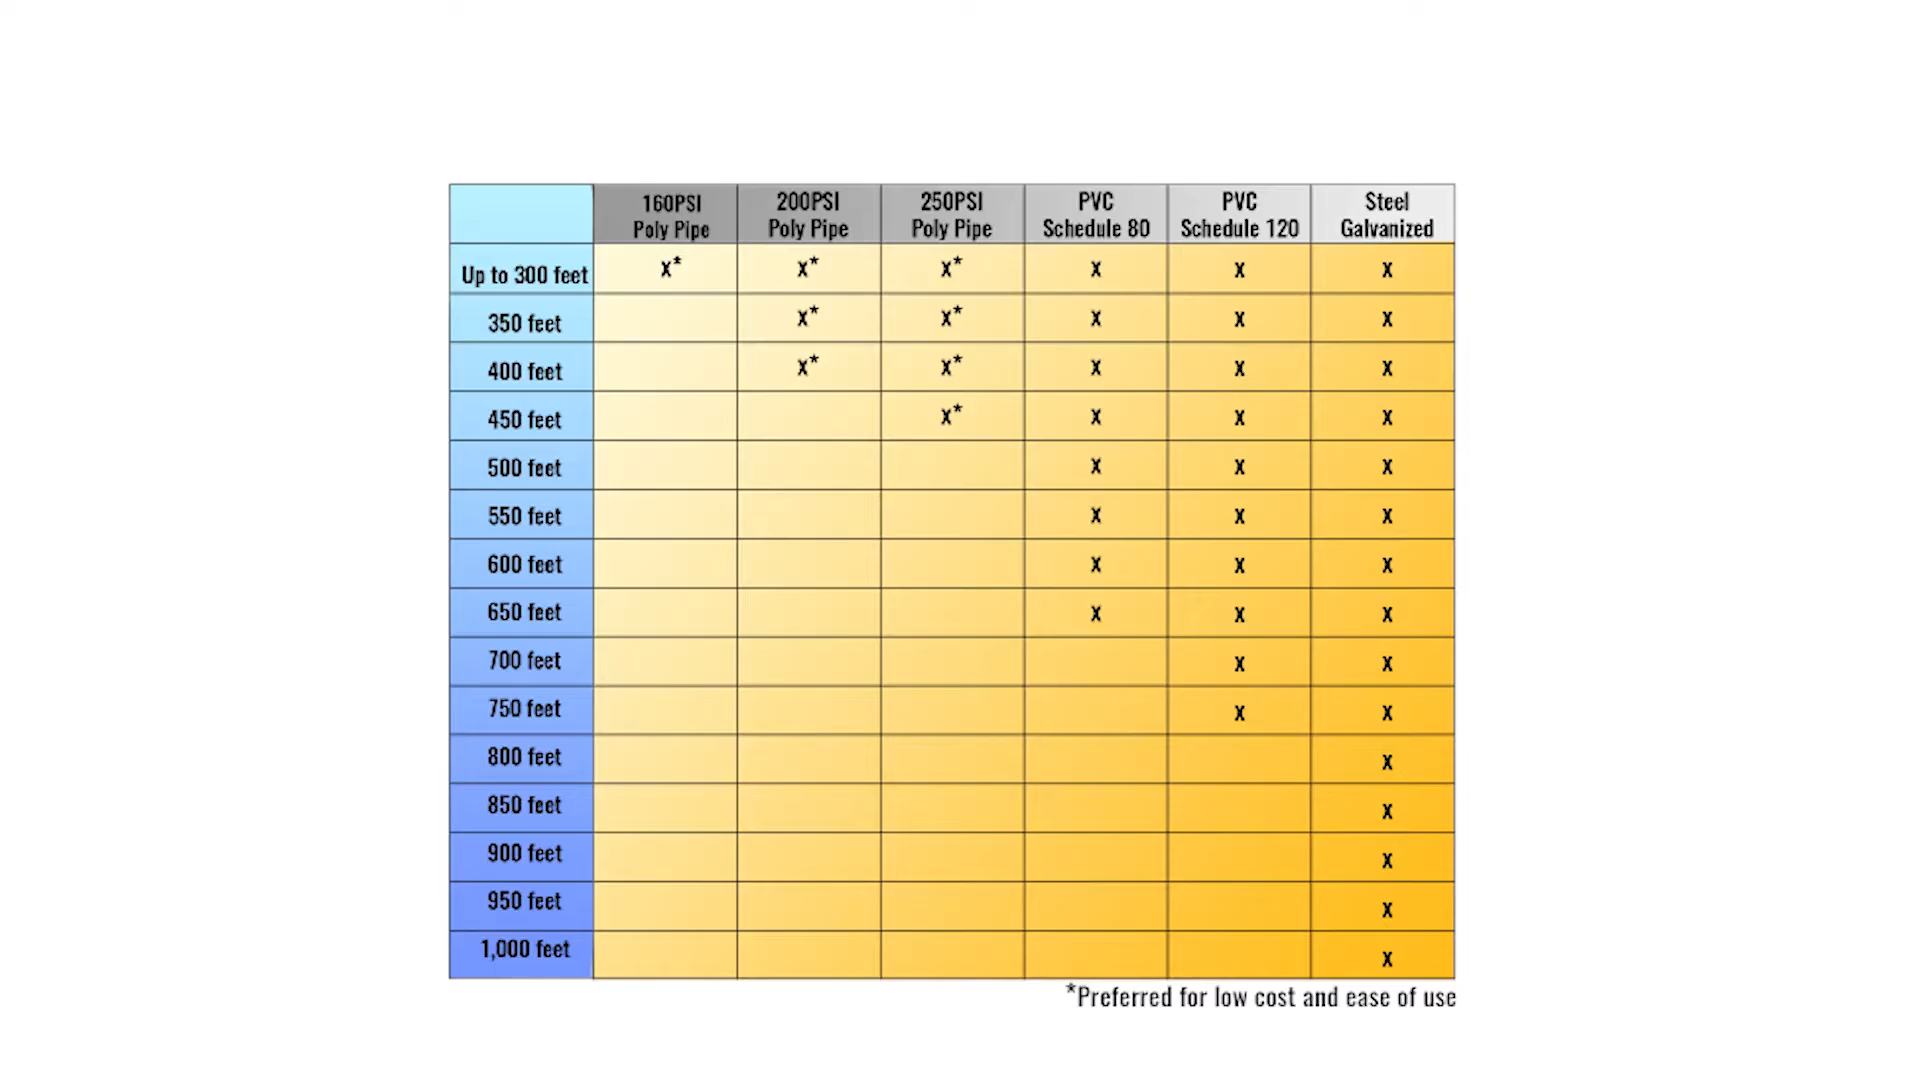 160PSI 200PSI 250PSI PVC PVC Steel
Poly Pipe Poly Pipe Poly Pipe Schedule 80 Schedule 120 Galvanized
Up to 300 feet X* X* X* X X X
350 feet X* X* X X X
400 feet X* X* X X X
450 feet X* X X X
500 feet X X X
550 feet X X X
600 feet X X X
650 feet X X X
700 feet X X
750 feet X X
800 feet X
850 feet X
900 feet X
950 feet X
1,000 feet X
*Preferred for low cost and ease of use